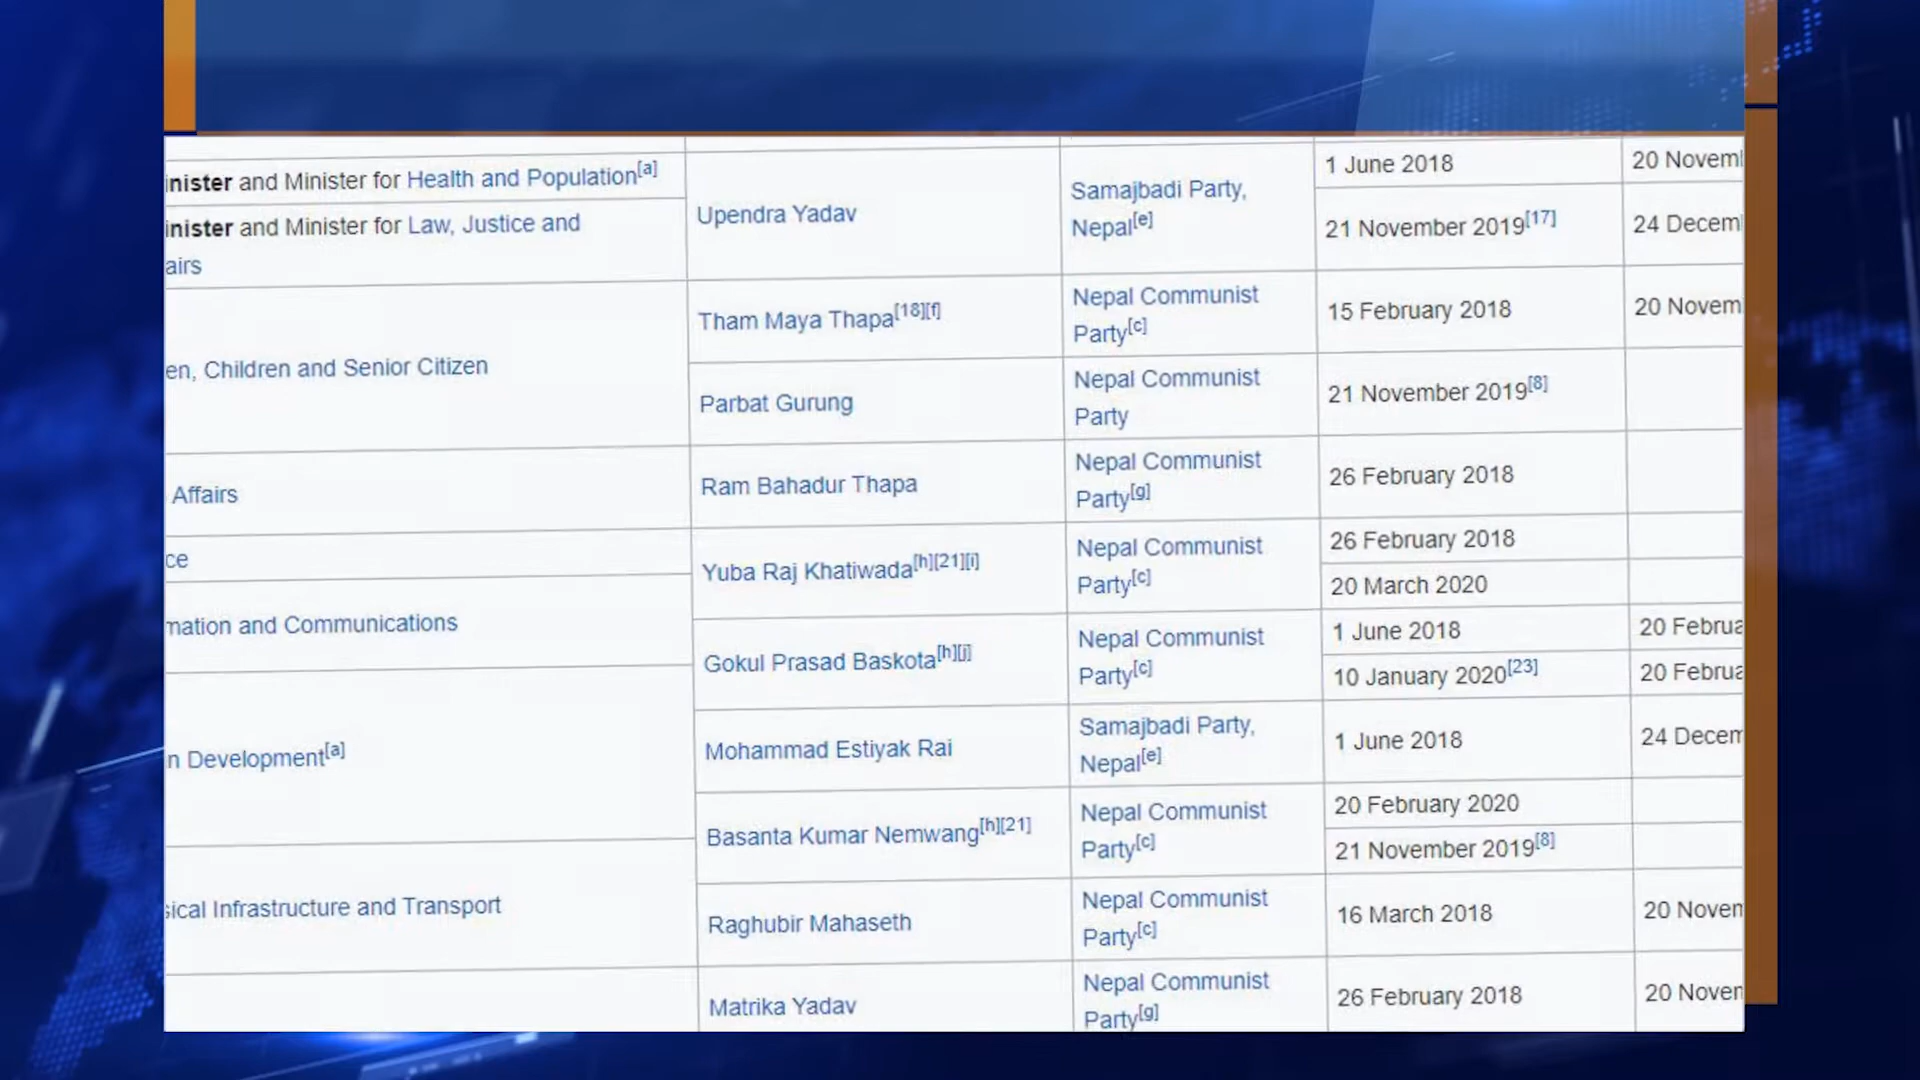 inister and Minister for Health and Population[a]
Upendra Yadav
Samajbadi Party,
Nepal[e]
1 June 2018
20 Novem
inister and Minister for Law, Justice and
airs
21 November 2019[17]
24 Decem
en, Children and Senior Citizen
Tham Maya Thapa[18][f]
Nepal Communist
Party[c]
15 February 2018
20 Novem
Parbat Gurung
Nepal Communist
Party
21 November 2019[8]
Affairs
Ram Bahadur Thapa
Nepal Communist
Party[g]
26 February 2018
ce
Yuba Raj Khatiwada[h][21][i]
Nepal Communist
Party[c]
26 February 2018
20 March 2020
mation and Communications
Gokul Prasad Baskota[h][j]
Nepal Communist
Party[c]
1 June 2018
20 Februa
10 January 2020[23]
20 Februa
n Development[a]
Mohammad Estiyak Rai
Samajbadi Party,
Nepal[e]
1 June 2018
24 Decem
Basanta Kumar Nemwang[h][21]
Nepal Communist
Party[c]
20 February 2020
21 November 2019[8]
sical Infrastructure and Transport
Raghubir Mahaseth
Nepal Communist
Party[c]
16 March 2018
20 Novem
Matrika Yadav
Nepal Communist
Party[g]
26 February 2018
20 Novem